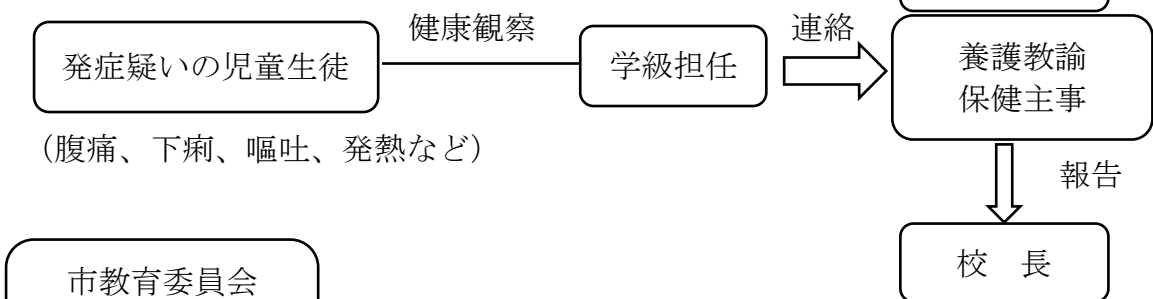 健康観察
連絡
発症疑いの児童生徒
学級担任
養護教諭
保健主事
（腹痛、下痢、嘔吐、発熱など）
報告
校　長
市教育委員会